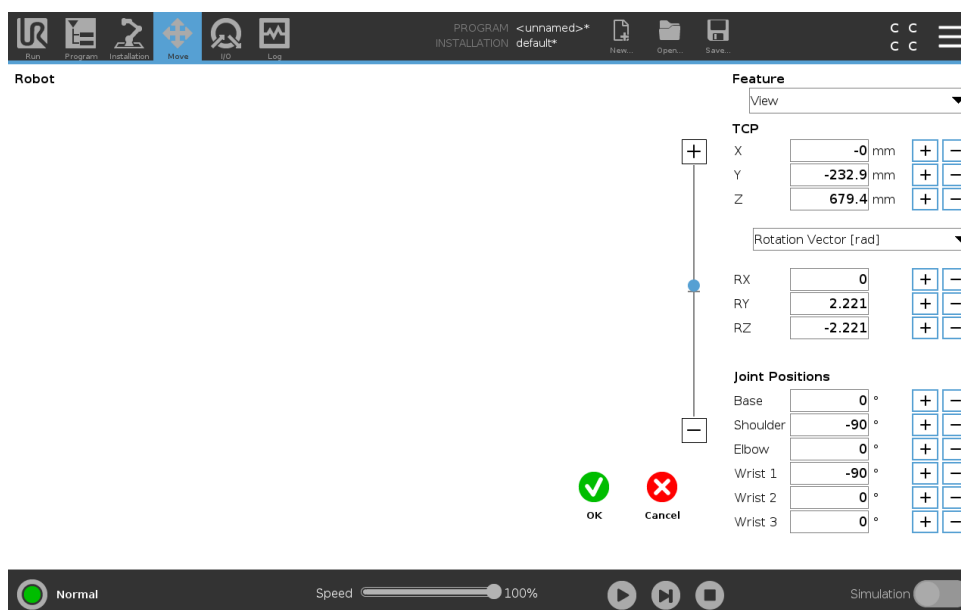 PROGRAM <unnamed>*
INSTALLATION default*
UR
Run Program Installation Move I/O Log New... Open... Save...
C C
C C
Robot
Feature
View
TCP
X -0 mm + −
Y -232.9 mm + −
Z 679.4 mm + −
Rotation Vector [rad]
RX 0 + −
RY 2.221 + −
RZ -2.221 + −
Joint Positions
Base 0 ° + −
Shoulder -90 ° + −
Elbow 0 ° + −
Wrist 1 -90 ° + −
Wrist 2 0 ° + −
Wrist 3 0 ° + −
+
−
OK Cancel
Normal Speed 100% Simulation